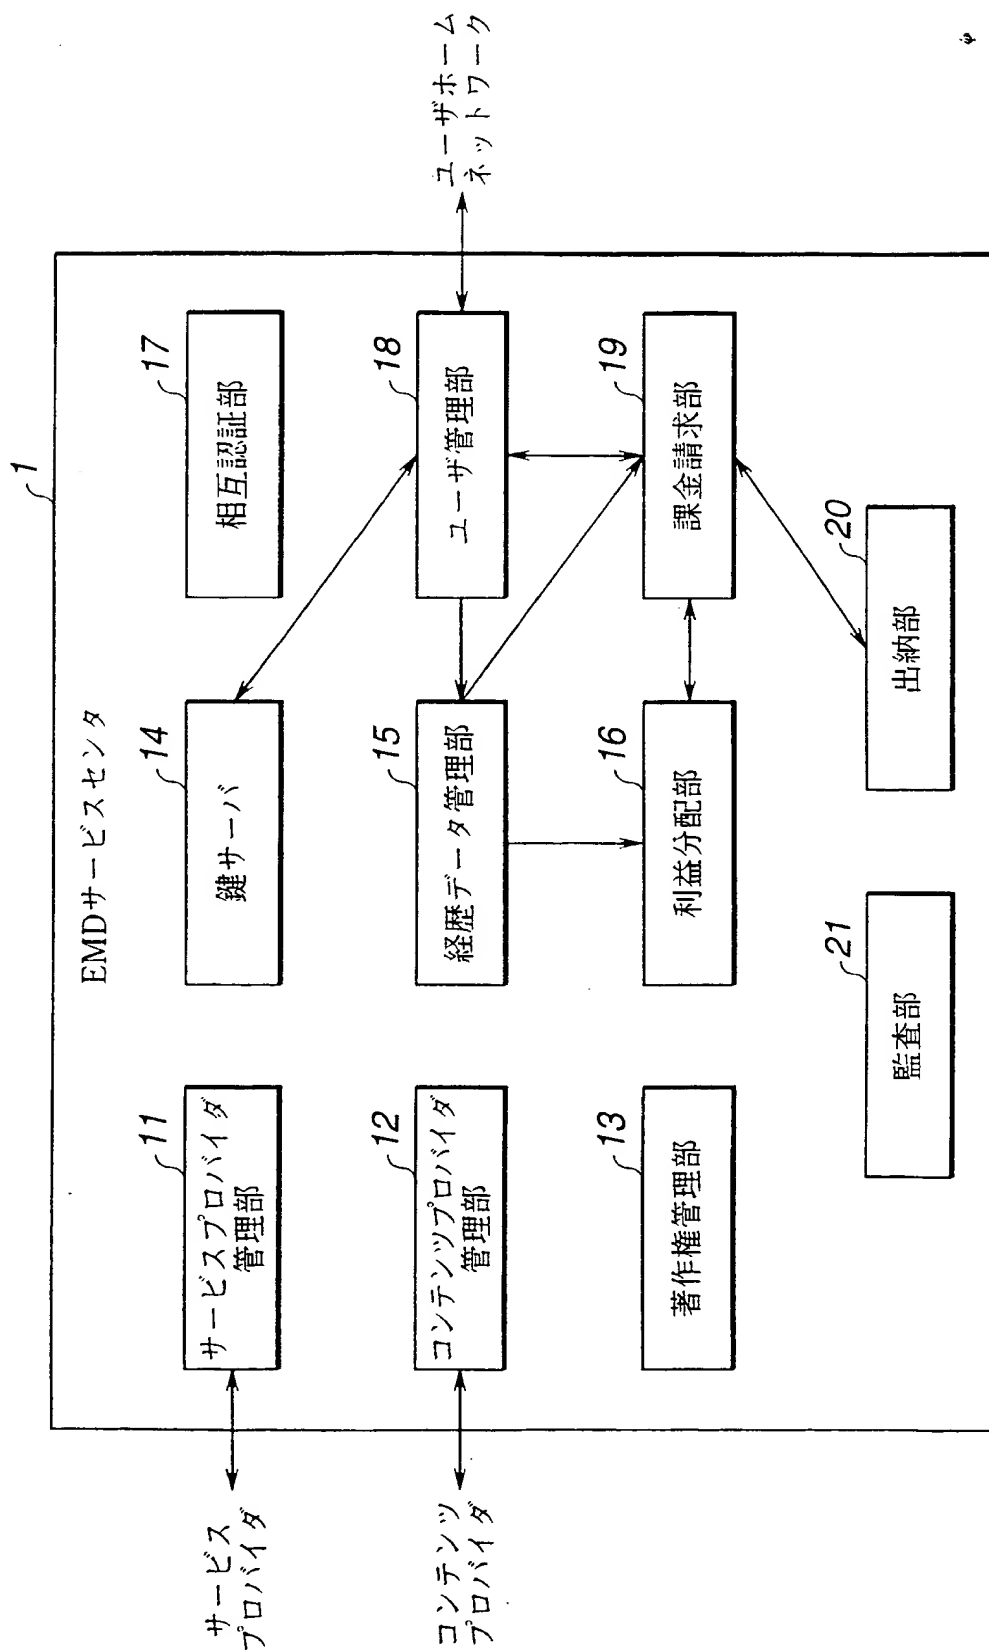 1
EMDサービスセンタ
サービス
プロバイダ
11
サービスプロバイダ
管理部
14
鍵サーバ
17
相互認証部
コンテンツ
プロバイダ
12
コンテンツプロバイダ
管理部
15
経歴データ管理部
18
ユーザ管理部
ユーザホーム
ネットワーク
13
著作権管理部
16
利益分配部
19
課金請求部
21
監査部
20
出納部